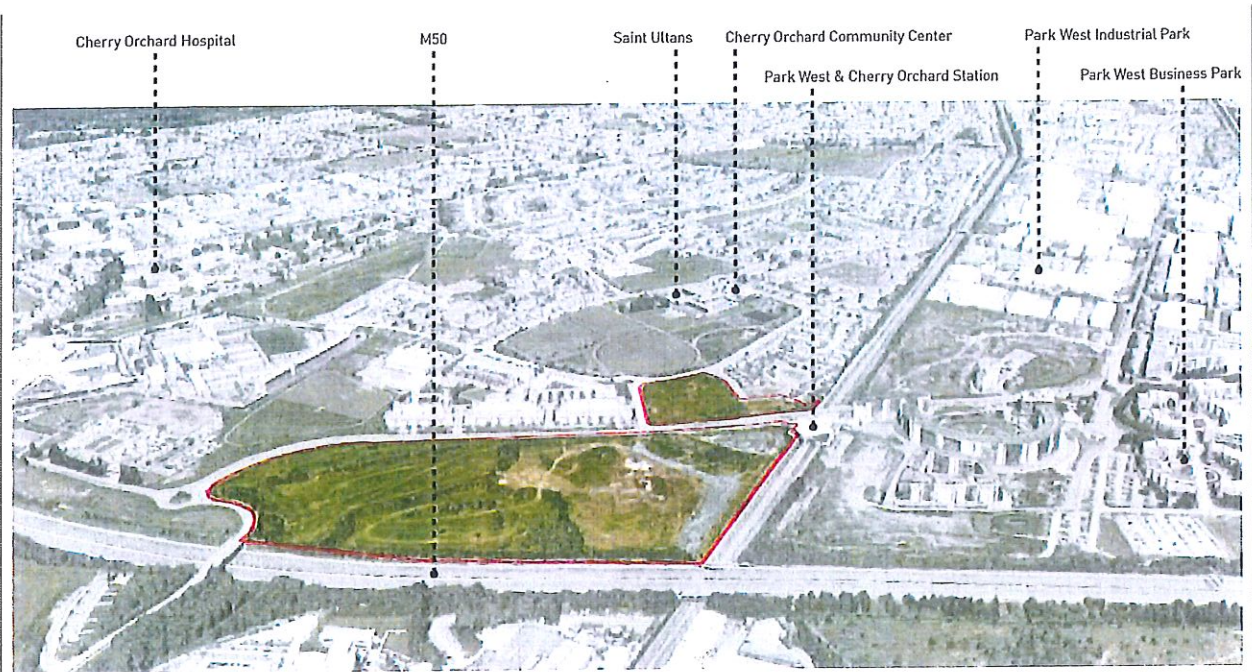 Cherry Orchard Hospital
M50
Saint Ultans
Cherry Orchard Community Center
Park West Industrial Park
Park West & Cherry Orchard Station
Park West Business Park